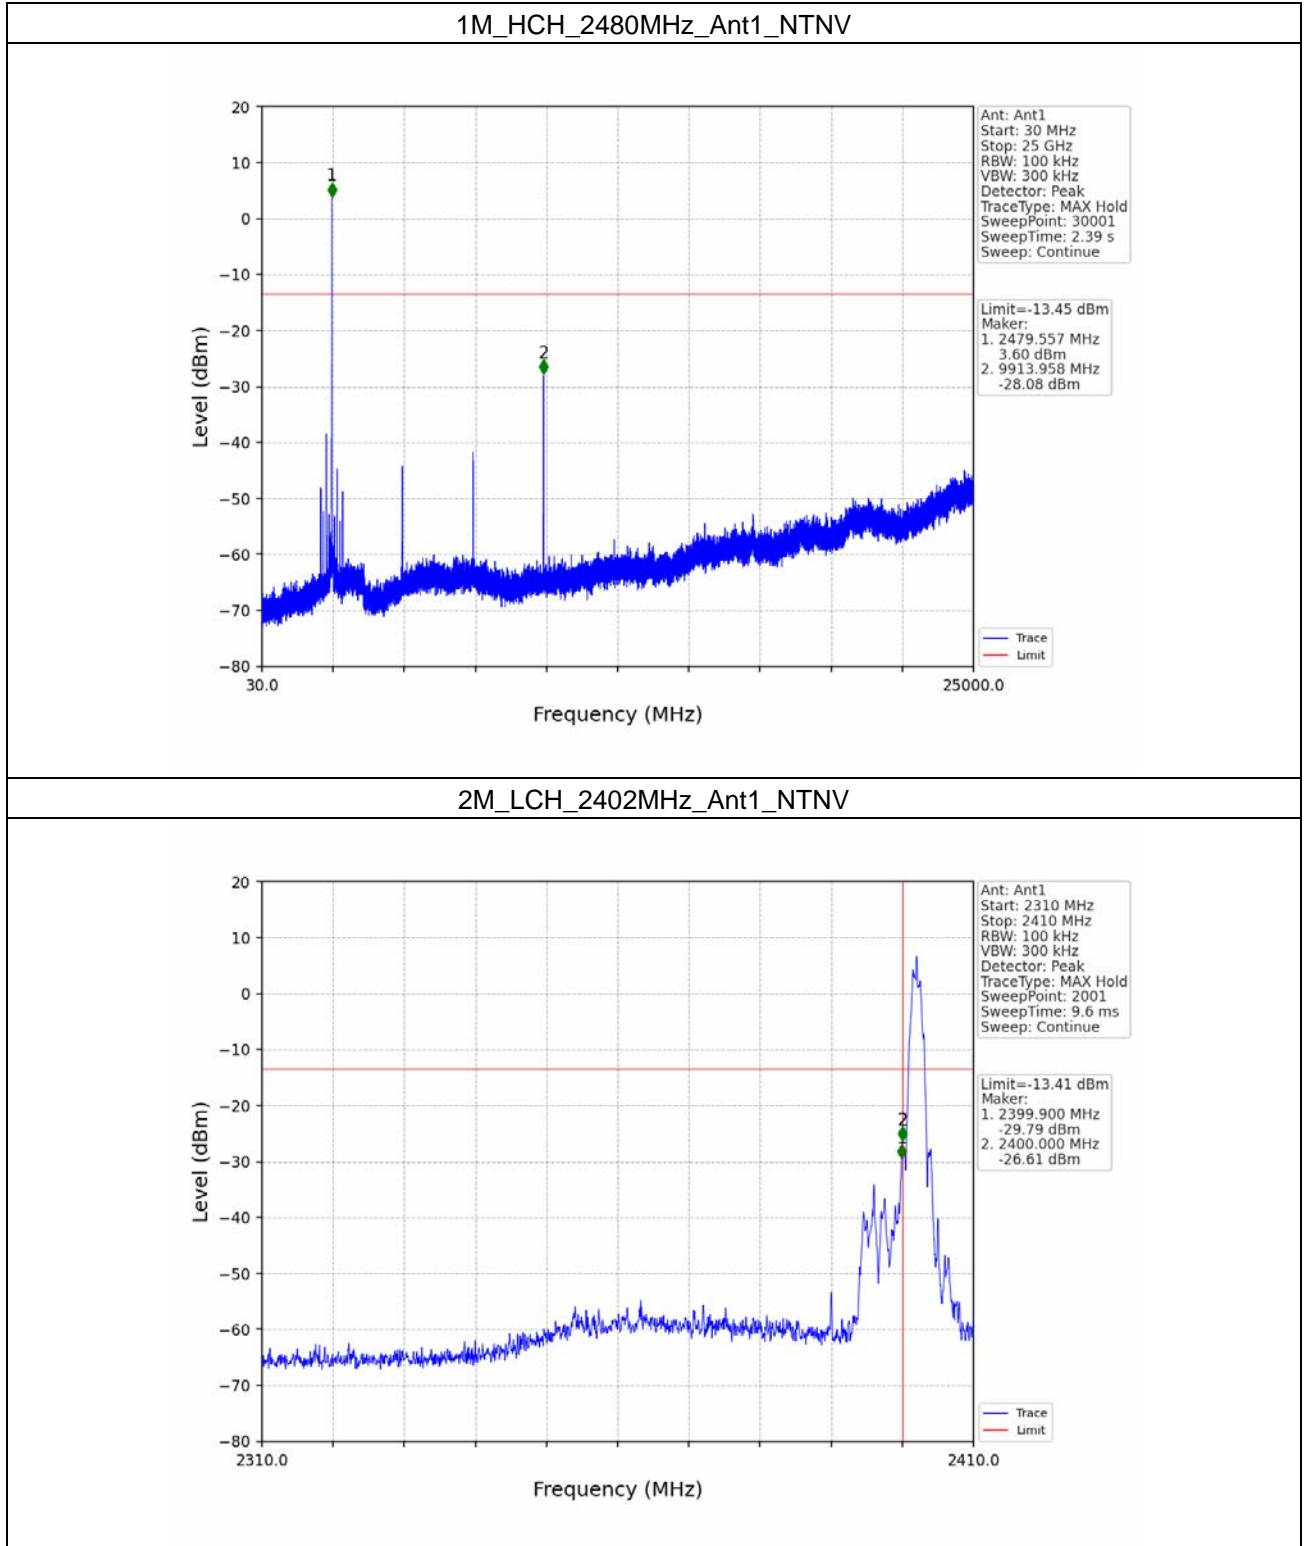 1M_HCH_2480MHz_Ant1_NTNV
20
10
0
−10
−20
−30
−40
−50
−60
−70
−80
Level (dBm)
1
2
30.0
25000.0
Frequency (MHz)
Ant: Ant1
Start: 30 MHz
Stop: 25 GHz
RBW: 100 kHz
VBW: 300 kHz
Detector: Peak
TraceType: MAX Hold
SweepPoint: 30001
SweepTime: 2.39 s
Sweep: Continue
Limit=-13.45 dBm
Maker:
1. 2479.557 MHz
3.60 dBm
2. 9913.958 MHz
-28.08 dBm
Trace
Limit
2M_LCH_2402MHz_Ant1_NTNV
20
10
0
−10
−20
−30
−40
−50
−60
−70
−80
Level (dBm)
2
2310.0
2410.0
Frequency (MHz)
Ant: Ant1
Start: 2310 MHz
Stop: 2410 MHz
RBW: 100 kHz
VBW: 300 kHz
Detector: Peak
TraceType: MAX Hold
SweepPoint: 2001
SweepTime: 9.6 ms
Sweep: Continue
Limit=-13.41 dBm
Maker:
1. 2399.900 MHz
-29.79 dBm
2. 2400.000 MHz
-26.61 dBm
Trace
Limit